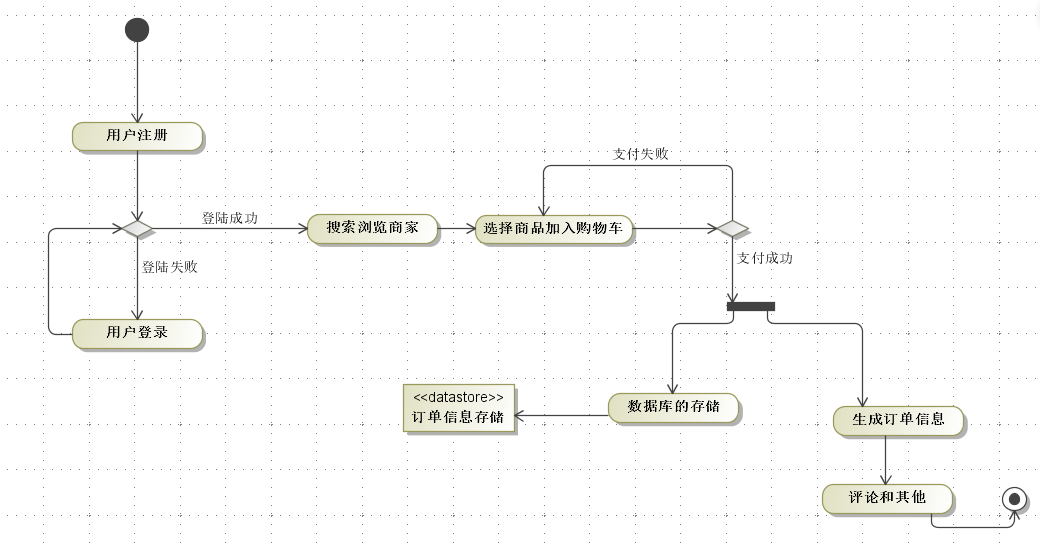 用户注册
支付失败
登陆成功
搜索浏览商家
选择商品加入购物车
支付成功
登陆失败
用户登录
<<datastore>>
订单信息存储
数据库的存储
生成订单信息
评论和其他